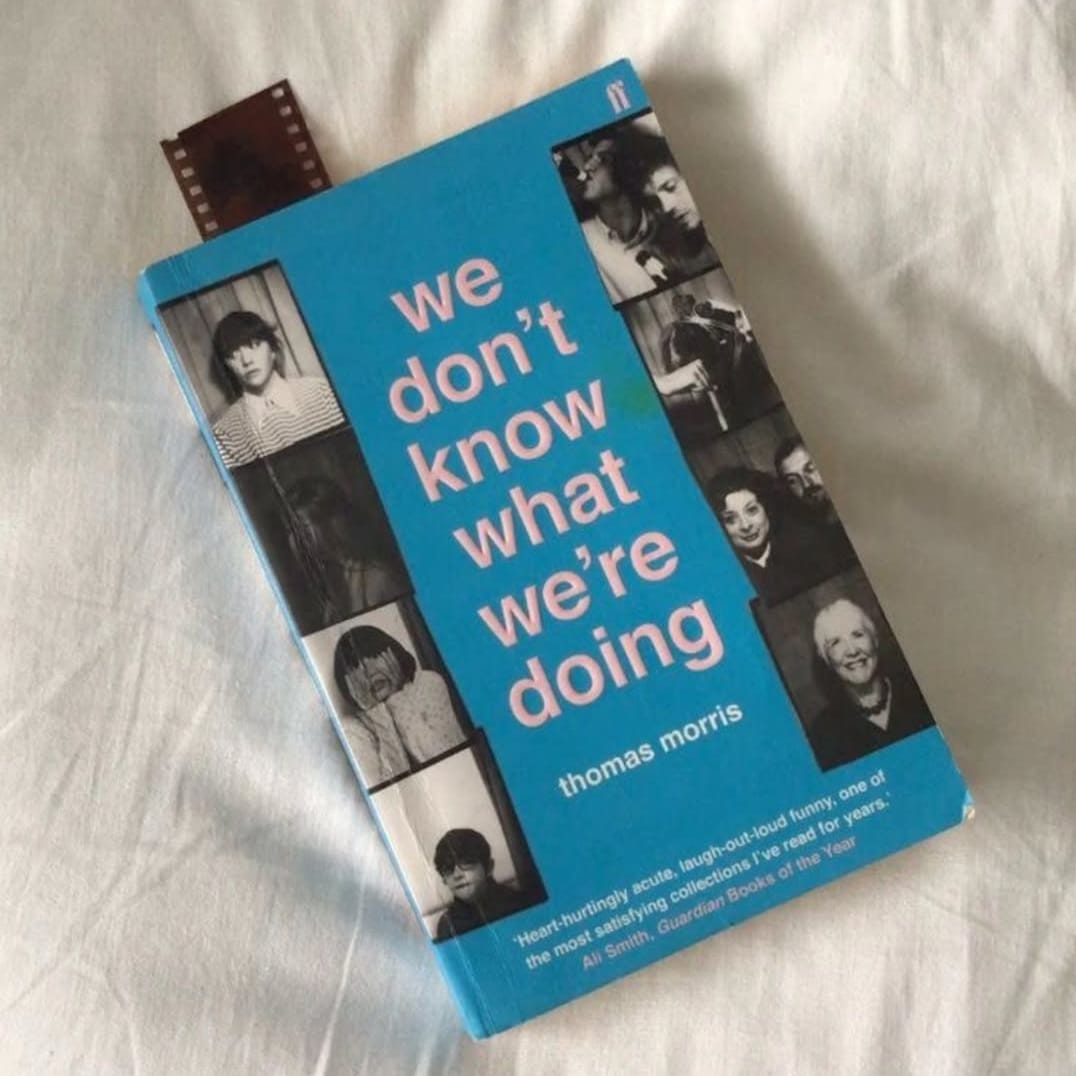 ff
we
don't
know
what
we're
doing
thomas morris
'Heart-hurtingly acute, laugh-out-loud funny, one of
the most satisfying collections I've read for years.'
Ali Smith, Guardian Books of the Year